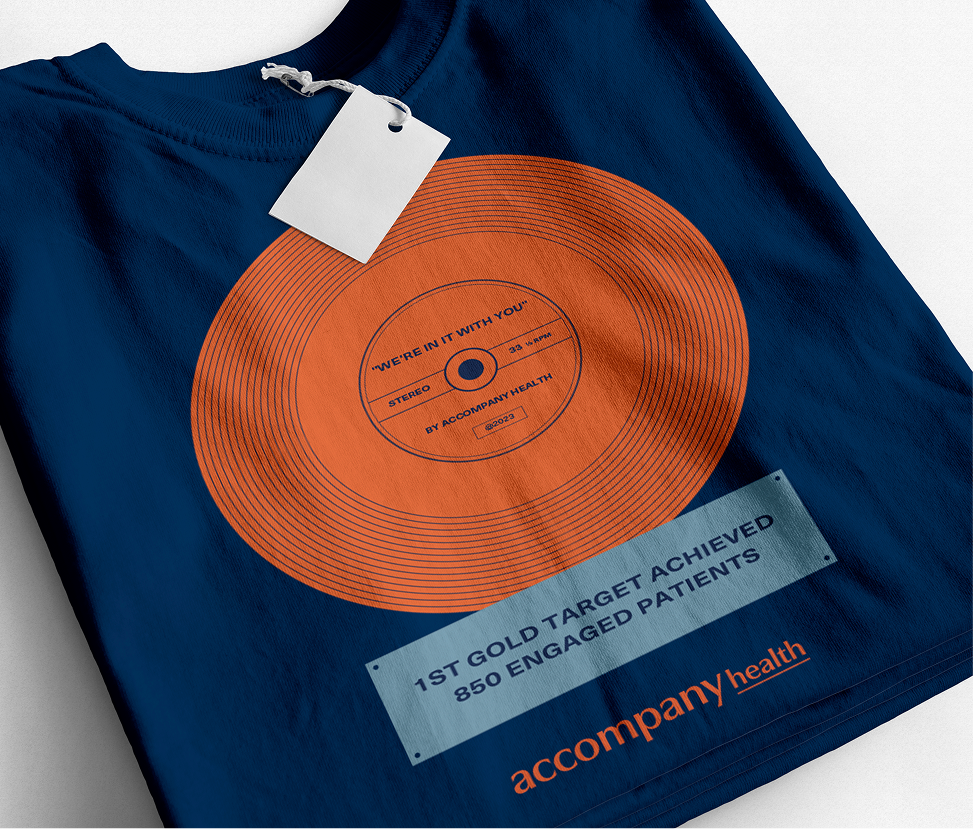 "WE'RE IN IT WITH YOU"
STEREO
33 ⅓ RPM
BY ACCOMPANY HEALTH
@2023
1ST GOLD TARGET ACHIEVED
850 ENGAGED PATIENTS
accompany health